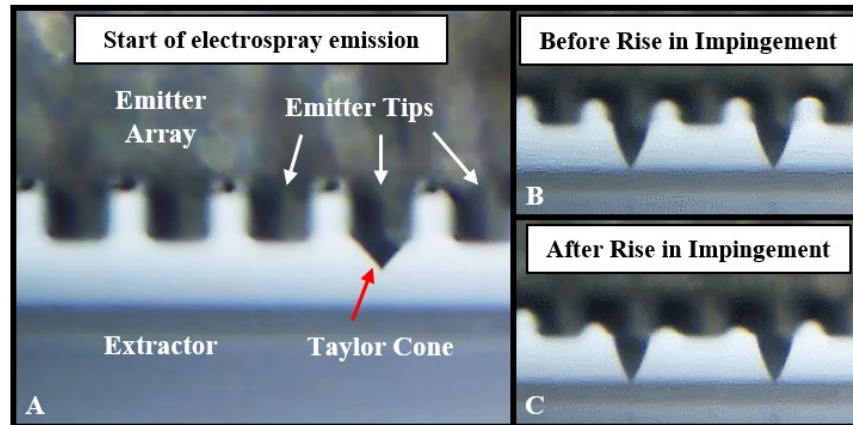 Start of electrospray emission
Emitter
Array
Emitter Tips
Extractor
Taylor Cone
A
Before Rise in Impingement
B
After Rise in Impingement
C